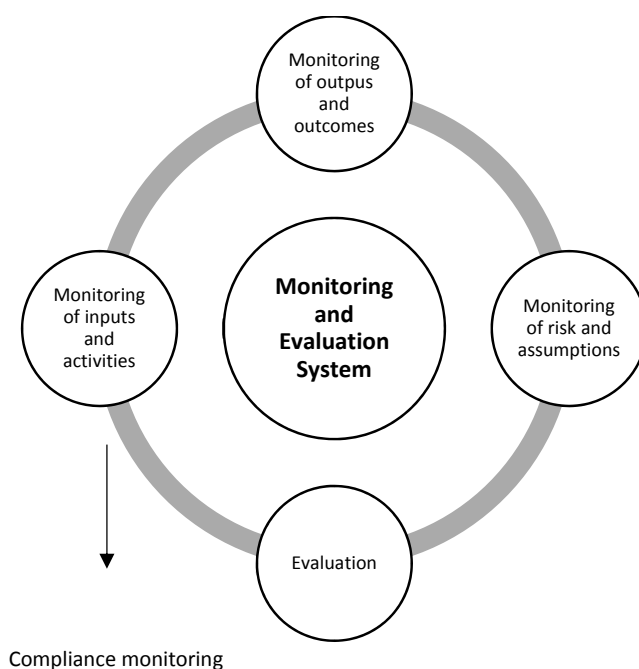 Monitoring
of outpus
and
outcomes
Monitoring
of inputs
and
activities
Monitoring
and
Evaluation
System
Monitoring
of risk and
assumptions
Evaluation
Compliance monitoring